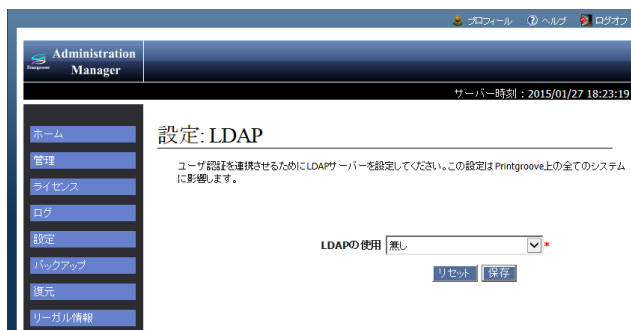 プロフィール ヘルプ ログオフ
Printgroove
Administration
Manager
サーバー時刻 : 2015/01/27 18:23:19
ホーム
管理
ライセンス
ログ
設定
バックアップ
復元
リーガル情報
設定: LDAP
ユーザ認証を連携させるためにLDAPサーバーを設定してください。この設定はPrintgroove上の全てのシステム
に影響します。
LDAPの使用 無し *
リセット 保存